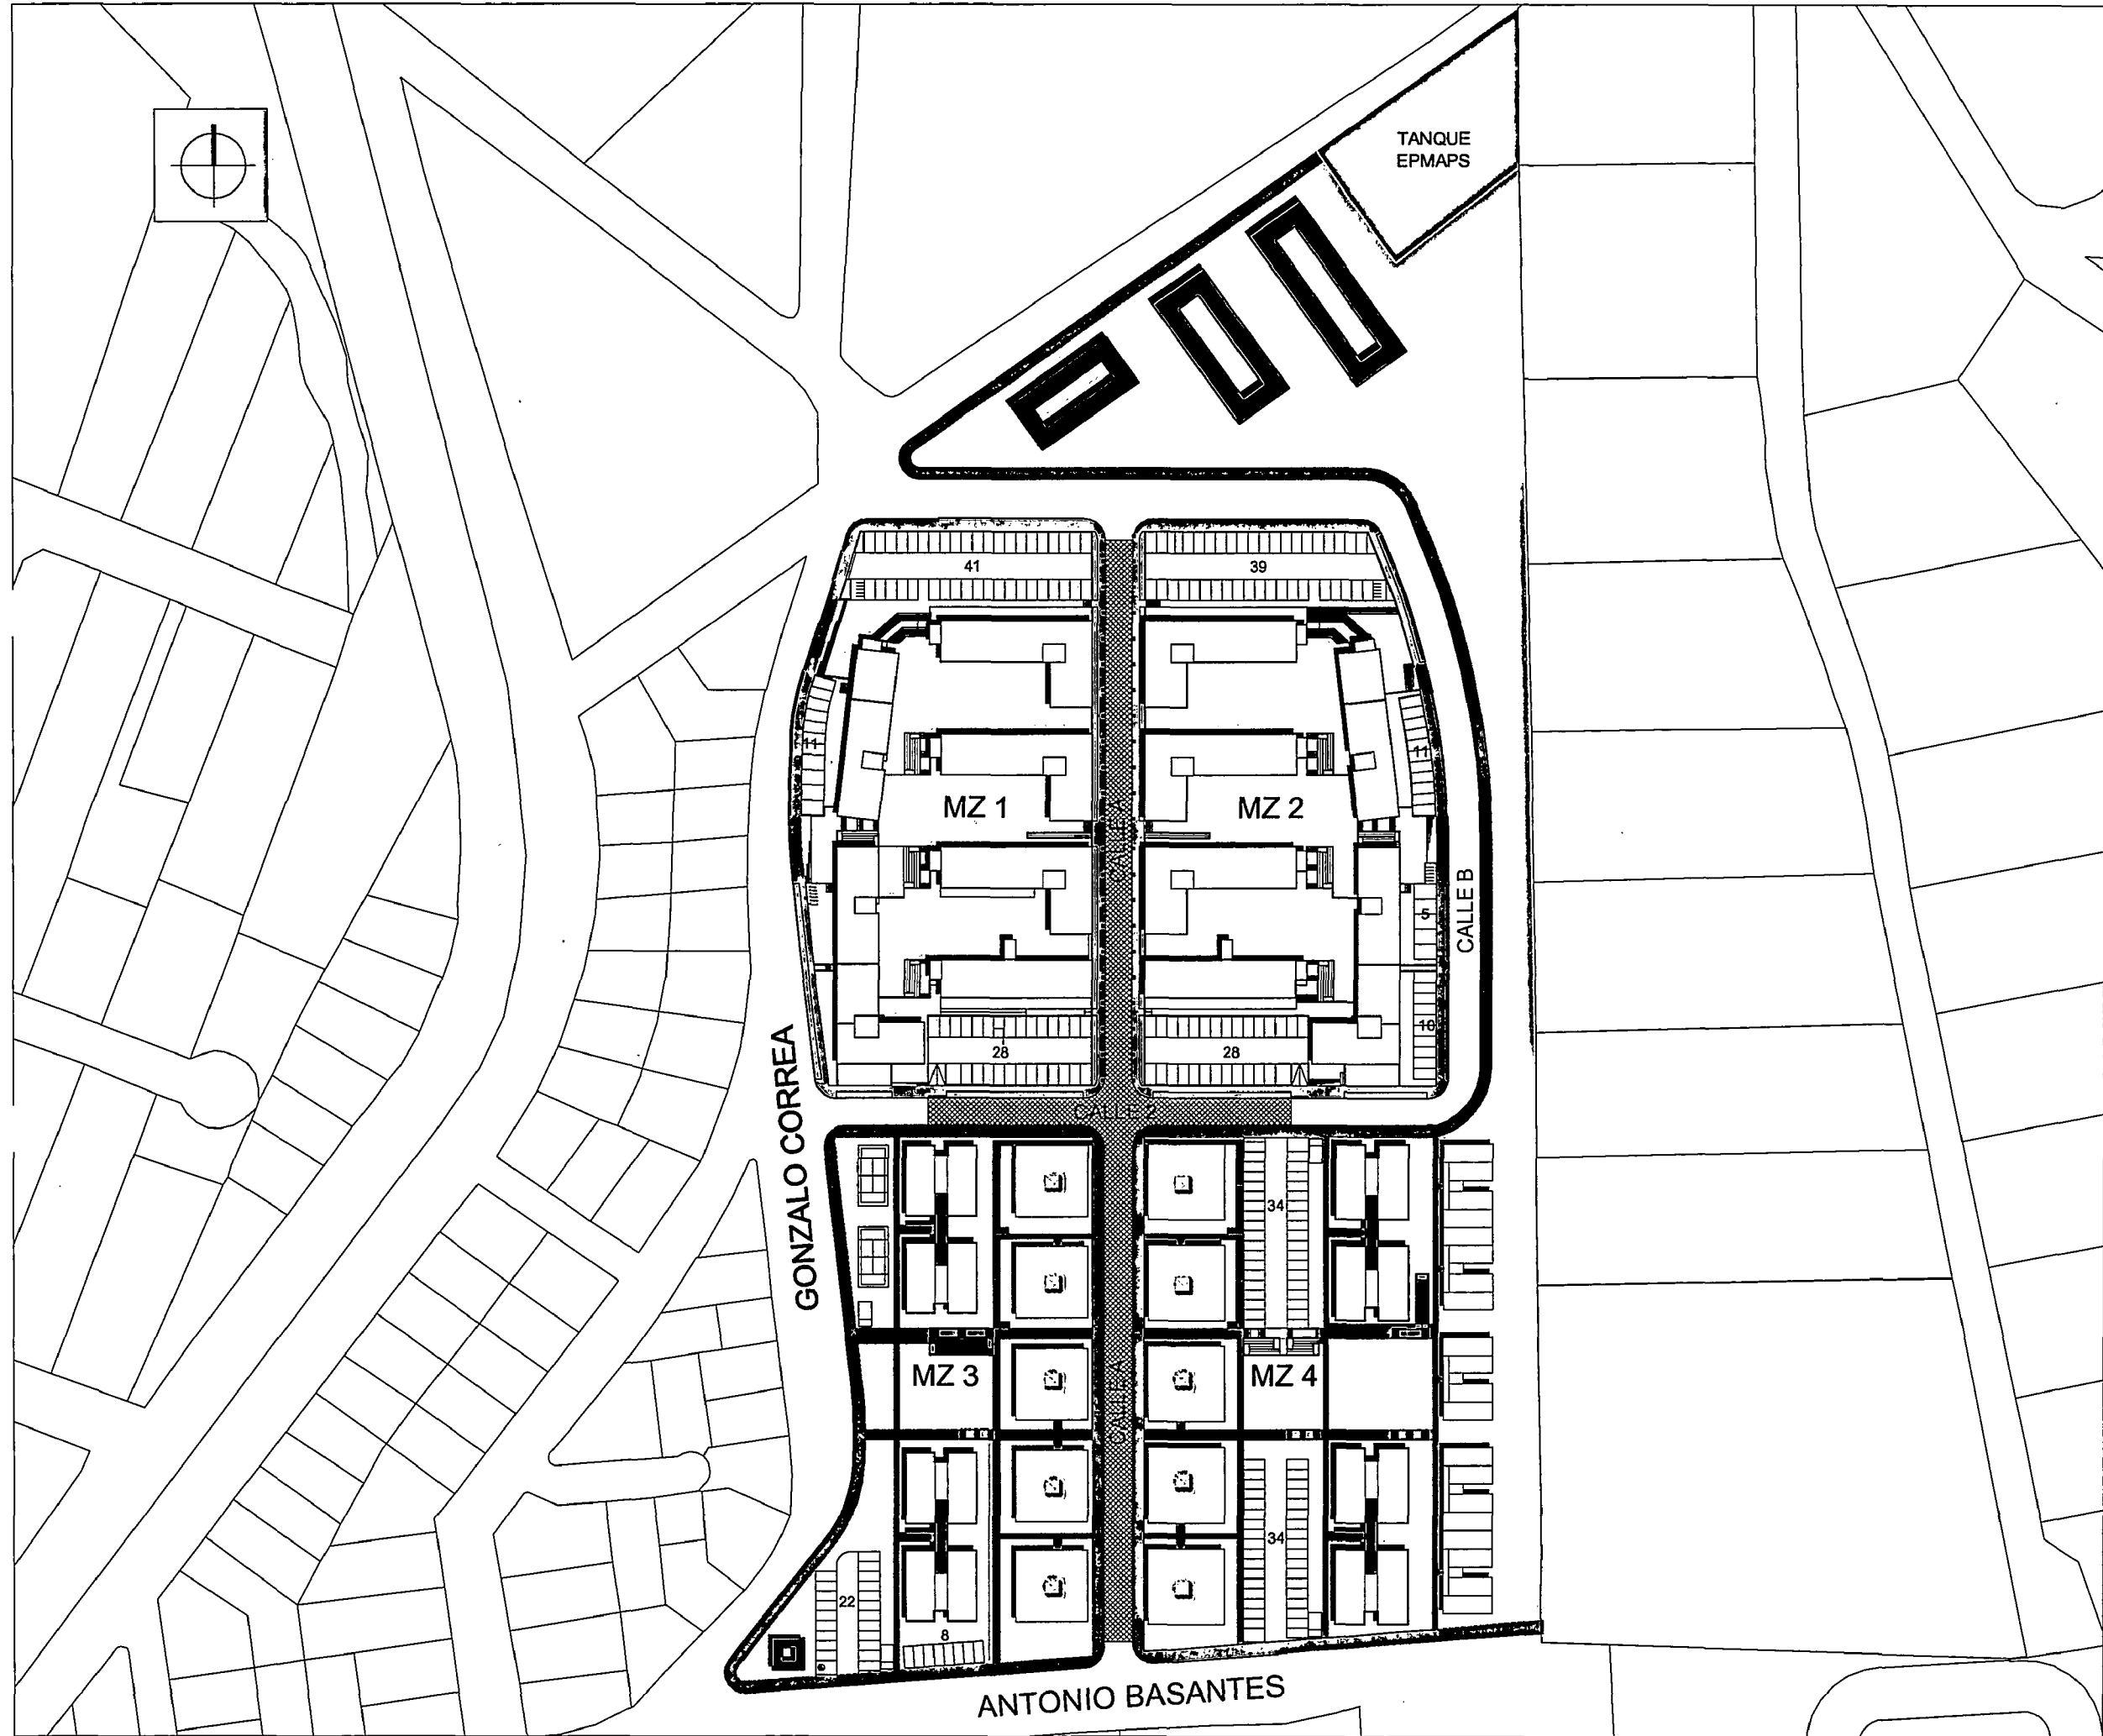 TANQUE
EPMAPS
41
39
11
11
MZ 1
MZ 2
CALLE A
CALLE B
5
10
28
28
GONZALO CORREA
CALLE 2
34
MZ 3
MZ 4
CALLE A
34
22
8
ANTONIO BASANTES